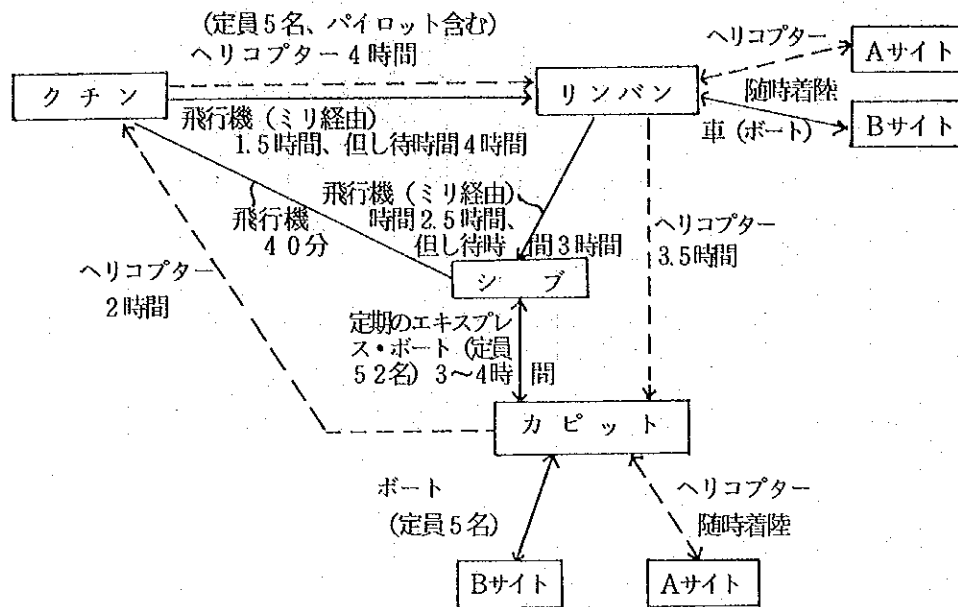 (定員5名、パイロット含む)
ヘリコプター4時間
クチン
リンバン
ヘリコプター
Aサイト
随時着陸
Bサイト
車(ボート)
飛行機(ミリ経由)
1.5時間、但し待時間4時間
飛行機(ミリ経由)
時間2.5時間、
但し待時間3時間
飛行機
40分
ヘリコプター
3.5時間
ヘリコプター
2時間
シブ
定期のエキスプレ
ス・ボート(定員
52名)3~4時間
カピット
ボート
(定員5名)
ヘリコプター
随時着陸
Bサイト
Aサイト